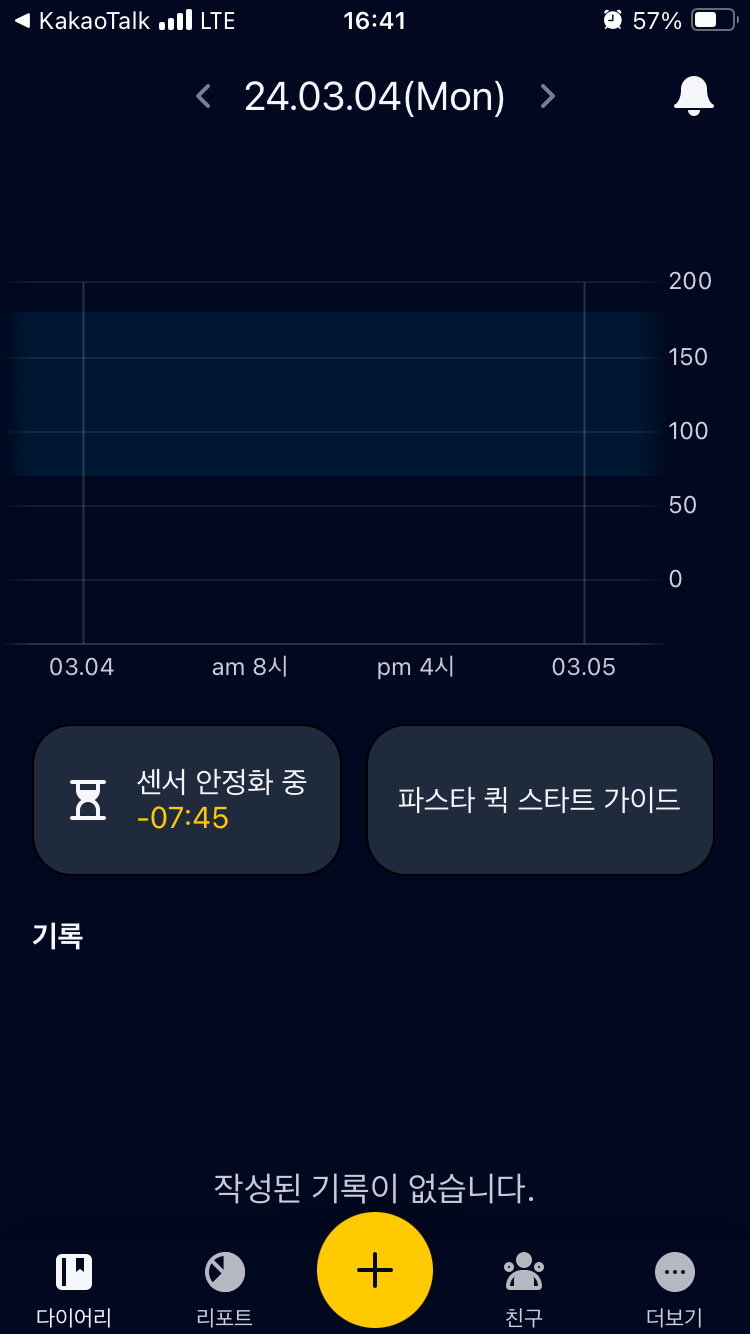 ◀ KakaoTalk LTE 16:41 57%
24.03.04(Mon)
200
150
100
50
0
03.04 am 8시 pm 4시 03.05
센서 안정화 중
-07:45
파스타 퀵 스타트 가이드
기록
작성된 기록이 없습니다.
다이어리 리포트 친구 더보기